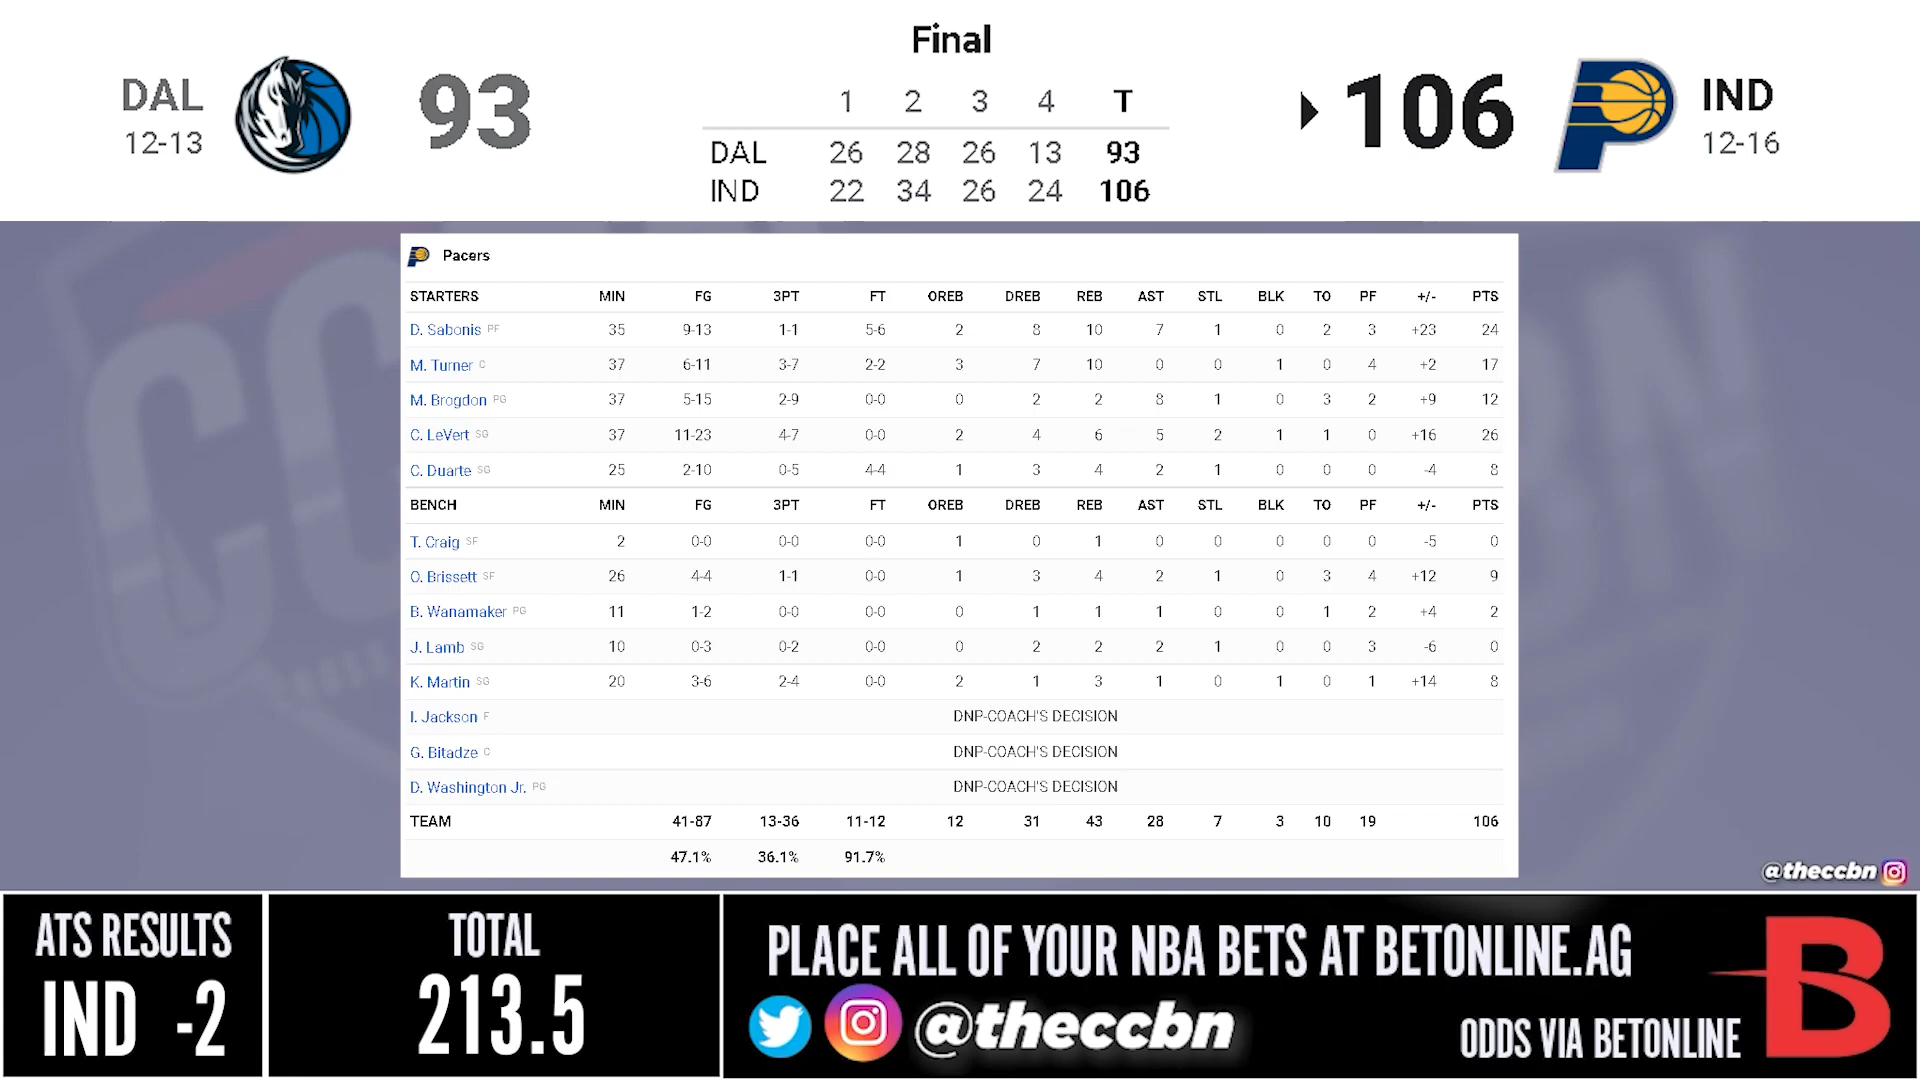 Final
DAL 12-13 93
1 2 3 4 T
DAL 26 28 26 13 93
IND 22 34 26 24 106
106 IND 12-16
Pacers
STARTERS MIN FG 3PT FT OREB DREB REB AST STL BLK TO PF +/- PTS
D. Sabonis PF 35 9-13 1-1 5-6 2 8 10 7 1 0 2 3 +23 24
M. Turner C 37 6-11 3-7 2-2 3 7 10 0 0 1 0 4 +2 17
M. Brogdon PG 37 5-15 2-9 0-0 0 2 2 8 1 0 3 2 +9 12
C. LeVert SG 37 11-23 4-7 0-0 2 4 6 5 2 1 1 0 +16 26
C. Duarte SG 25 2-10 0-5 4-4 1 3 4 2 1 0 0 0 -4 8
BENCH MIN FG 3PT FT OREB DREB REB AST STL BLK TO PF +/- PTS
T. Craig SF 2 0-0 0-0 0-0 1 0 1 0 0 0 0 0 -5 0
O. Brissett SF 26 4-4 1-1 0-0 1 3 4 2 1 0 3 4 +12 9
B. Wanamaker PG 11 1-2 0-0 0-0 0 1 1 1 0 0 1 2 +4 2
J. Lamb SG 10 0-3 0-2 0-0 0 2 2 2 1 0 0 3 -6 0
K. Martin SG 20 3-6 2-4 0-0 2 1 3 1 0 1 0 1 +14 8
I. Jackson F DNP-COACH'S DECISION
G. Bitadze C DNP-COACH'S DECISION
D. Washington Jr. PG DNP-COACH'S DECISION
TEAM 41-87 13-36 11-12 12 31 43 28 7 3 10 19 106
47.1% 36.1% 91.7%
@theccbn
ATS RESULTS
IND -2
TOTAL
213.5
PLACE ALL OF YOUR NBA BETS AT BETONLINE.AG
@theccbn
ODDS VIA BETONLINE
B